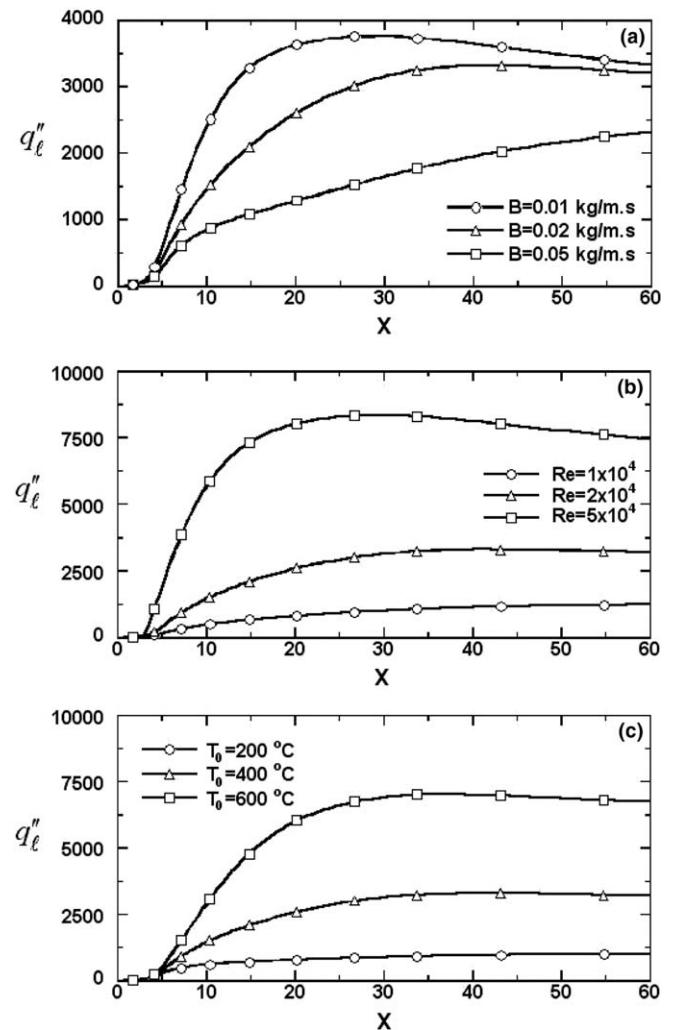 (a)
4000
3000
2000
1000
0
q″ℓ
B=0.01 kg/m.s
B=0.02 kg/m.s
B=0.05 kg/m.s
0 10 20 30 40 50 60
X
(b)
10000
7500
5000
2500
0
q″ℓ
Re=1x10⁴
Re=2x10⁴
Re=5x10⁴
0 10 20 30 40 50 60
X
(c)
10000
7500
5000
2500
0
q″ℓ
T₀=200 °C
T₀=400 °C
T₀=600 °C
0 10 20 30 40 50 60
X